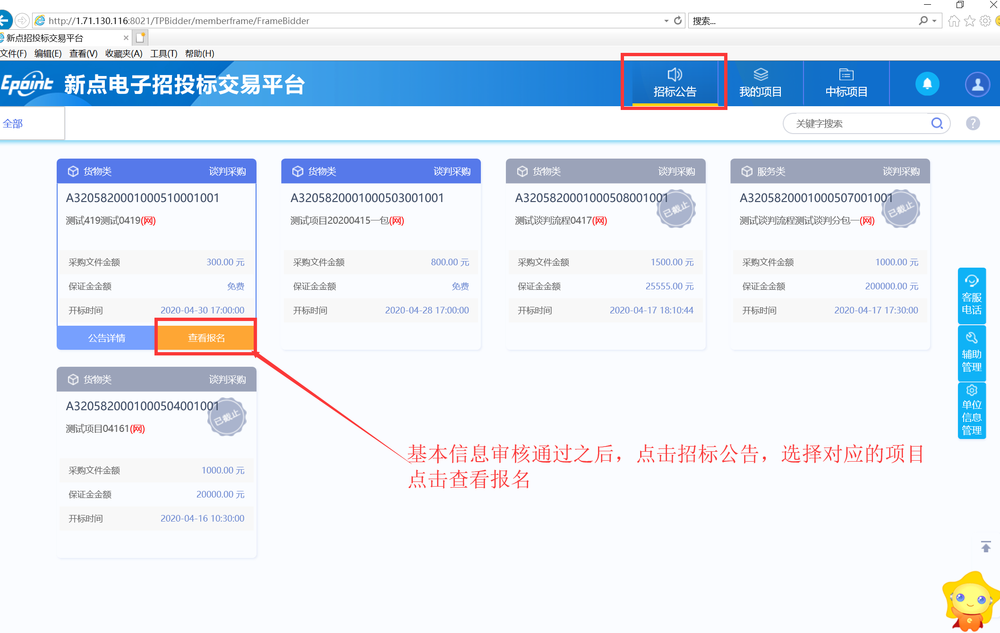 http://1.71.130.116:8021/TPBidder/memberframe/FrameBidder
搜索...
新点招投标交易平台
文件(F) 编辑(E) 查看(V) 收藏夹(A) 工具(T) 帮助(H)
Epoint 新点电子招投标交易平台
招标公告
我的项目
中标项目
全部
关键字搜索
?
货物类 谈判采购
A3205820001000510001001
测试419测试0419(网)
采购文件金额 300.00 元
保证金金额 免费
开标时间 2020-04-30 17:00:00
公告详情 查看报名
货物类 谈判采购
A3205820001000503001001
测试项目20200415一包(网)
采购文件金额 800.00 元
保证金金额 免费
开标时间 2020-04-28 17:00:00
货物类 谈判采购
A3205820001000508001001
已截止
测试谈判流程0417(网)
采购文件金额 1500.00 元
保证金金额 25555.00 元
开标时间 2020-04-17 18:10:44
服务类 谈判采购
A3205820001000507001001
已截止
测试谈判流程测试谈判分包一(网)
采购文件金额 1000.00 元
保证金金额 200000.00 元
开标时间 2020-04-17 17:30:00
货物类 谈判采购
A3205820001000504001001
已截止
测试项目04161(网)
采购文件金额 1000.00 元
保证金金额 20000.00 元
开标时间 2020-04-16 10:30:00
基本信息审核通过之后，点击招标公告，选择对应的项目
点击查看报名
客服
电话
辅助
管理
单位
信息
管理